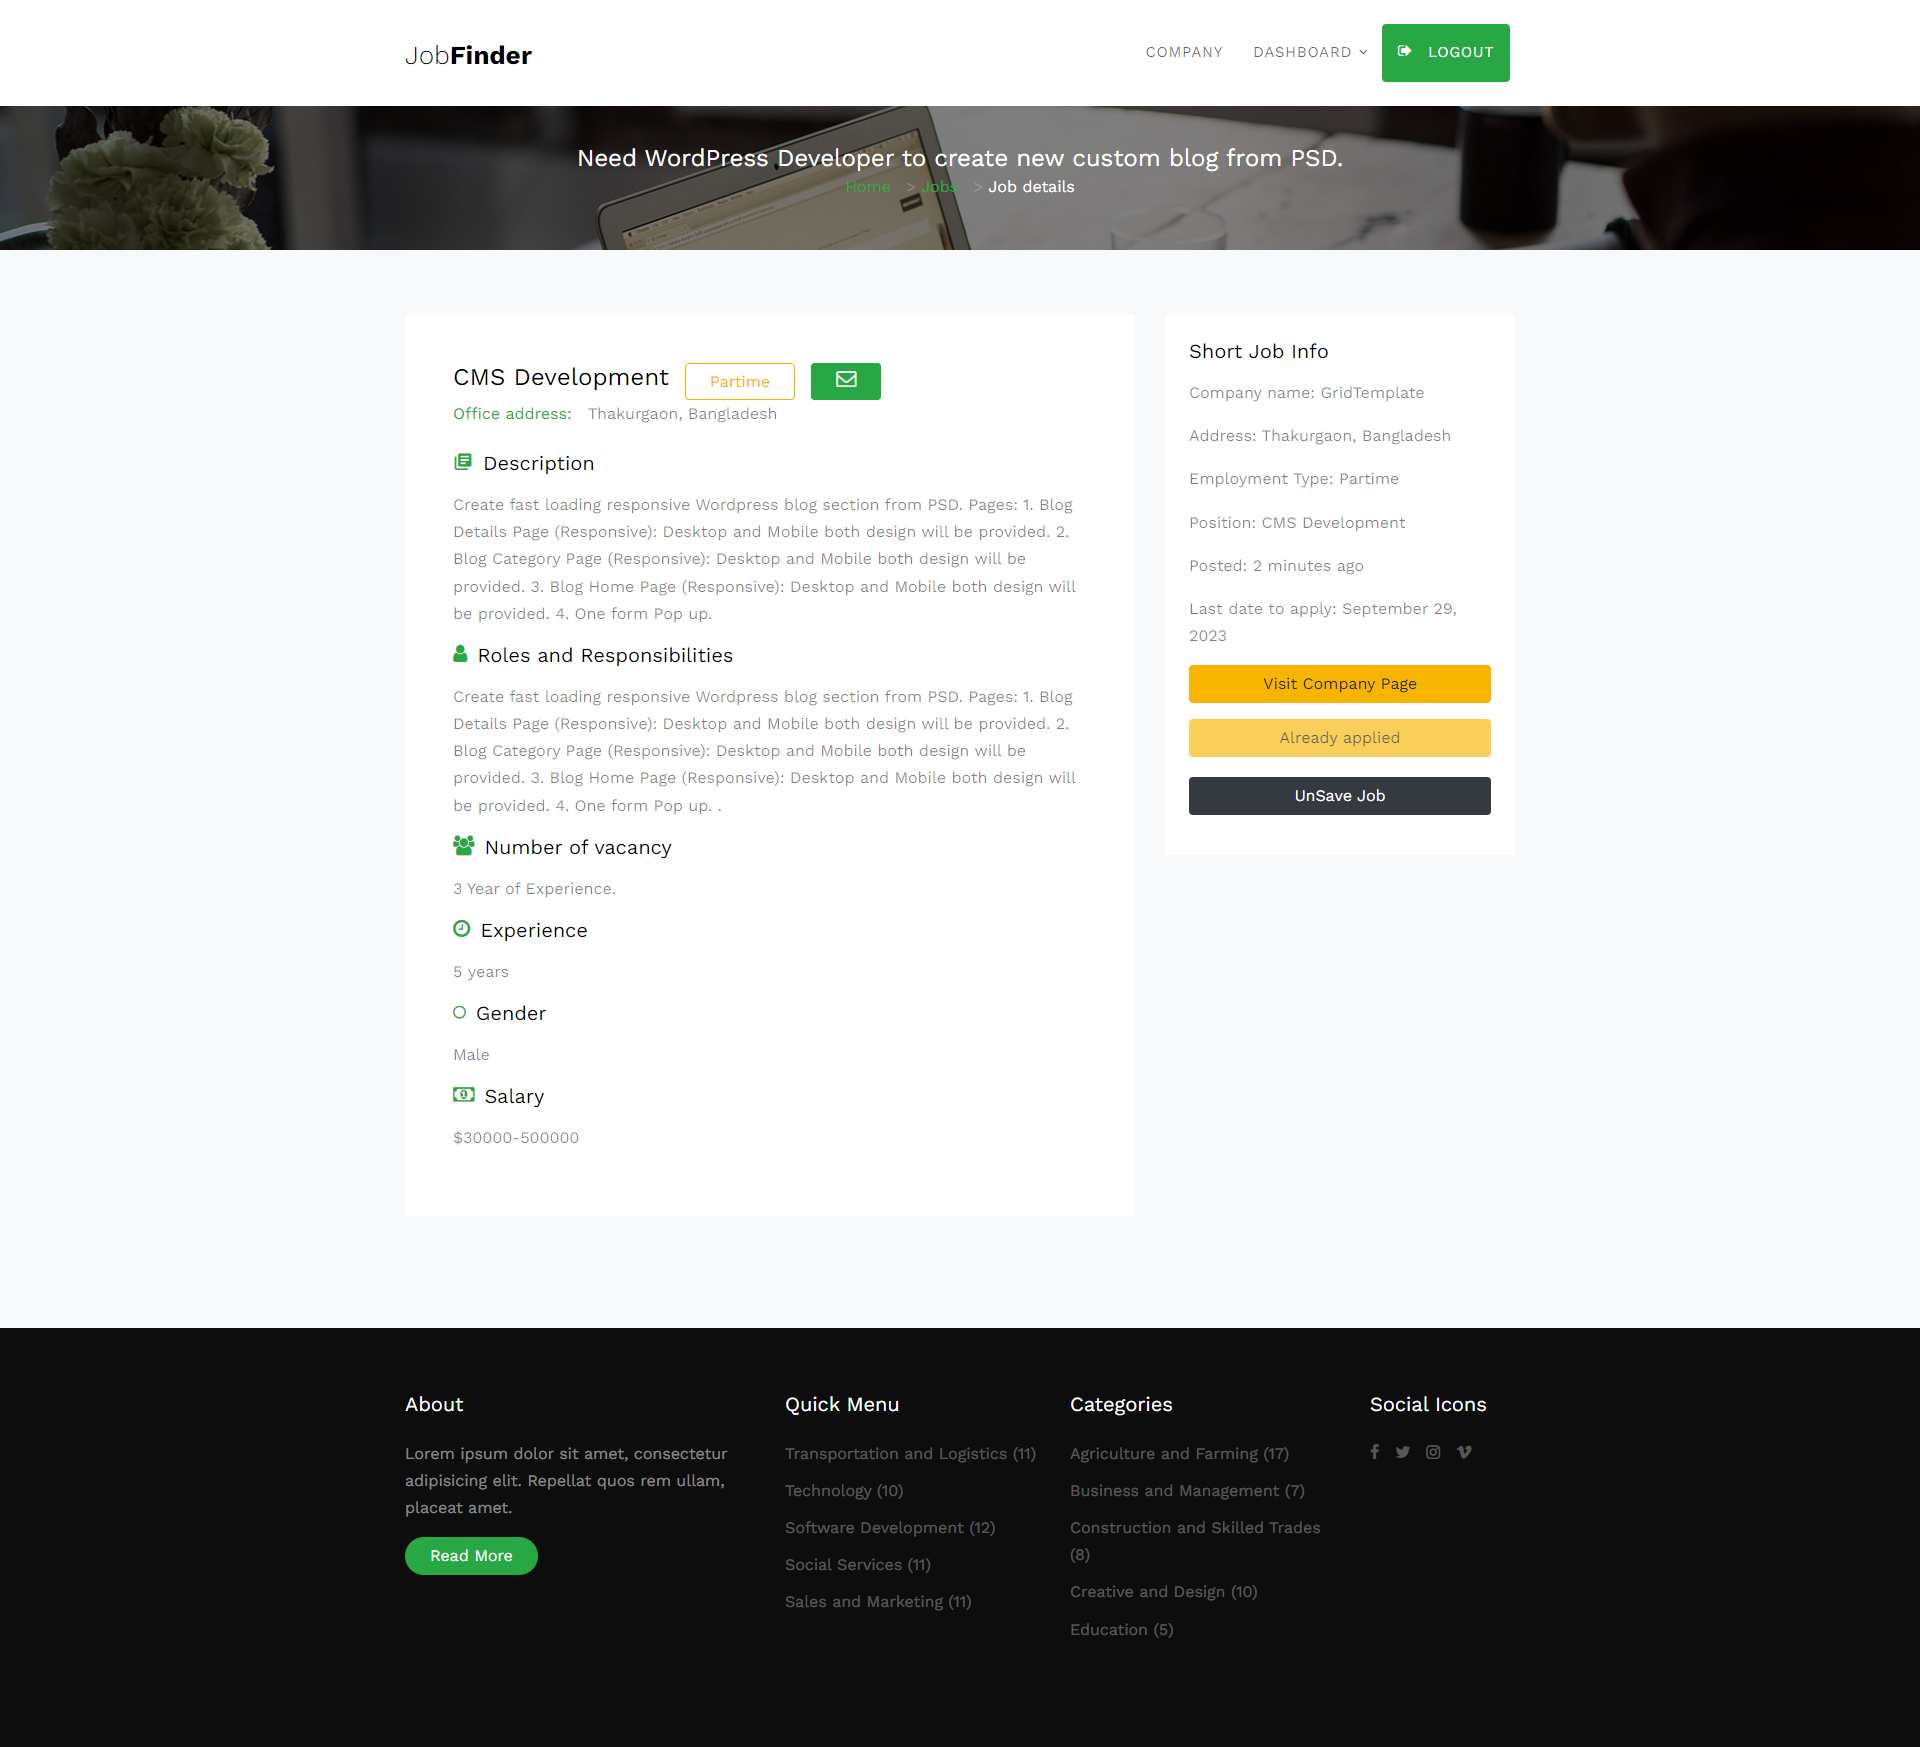 JobFinder
COMPANY
DASHBOARD
LOGOUT
Need WordPress Developer to create new custom blog from PSD.
Home > Jobs > Job details
CMS Development
Partime
Office address: Thakurgaon, Bangladesh
Description
Create fast loading responsive Wordpress blog section from PSD. Pages: 1. Blog
Details Page (Responsive): Desktop and Mobile both design will be provided. 2.
Blog Category Page (Responsive): Desktop and Mobile both design will be
provided. 3. Blog Home Page (Responsive): Desktop and Mobile both design will
be provided. 4. One form Pop up.
Roles and Responsibilities
Create fast loading responsive Wordpress blog section from PSD. Pages: 1. Blog
Details Page (Responsive): Desktop and Mobile both design will be provided. 2.
Blog Category Page (Responsive): Desktop and Mobile both design will be
provided. 3. Blog Home Page (Responsive): Desktop and Mobile both design will
be provided. 4. One form Pop up. .
Number of vacancy
3 Year of Experience.
Experience
5 years
Gender
Male
Salary
$30000-500000
Short Job Info
Company name: GridTemplate
Address: Thakurgaon, Bangladesh
Employment Type: Partime
Position: CMS Development
Posted: 2 minutes ago
Last date to apply: September 29,
2023
Visit Company Page
Already applied
UnSave Job
About
Lorem ipsum dolor sit amet, consectetur
adipisicing elit. Repellat quos rem ullam,
placeat amet.
Read More
Quick Menu
Transportation and Logistics (11)
Technology (10)
Software Development (12)
Social Services (11)
Sales and Marketing (11)
Categories
Agriculture and Farming (17)
Business and Management (7)
Construction and Skilled Trades
(8)
Creative and Design (10)
Education (5)
Social Icons